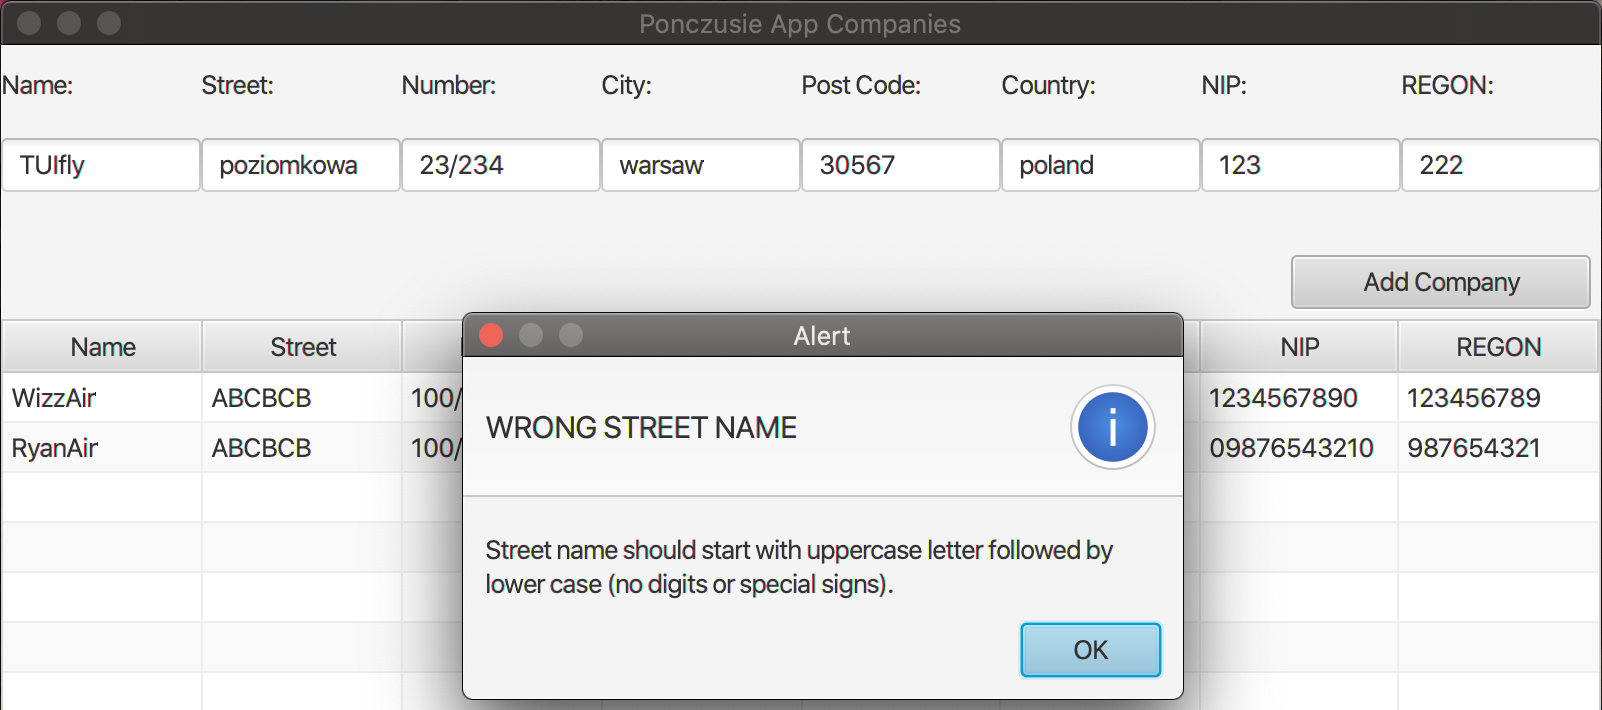 Ponczusie App Companies
Name: Street: Number: City: Post Code: Country: NIP: REGON:
TUIfly poziomkowa 23/234 warsaw 30567 poland 123 222
Add Company
Alert
Name Street NIP REGON
WRONG STREET NAME
WizzAir ABCBCB 100/ 1234567890 123456789
RyanAir ABCBCB 100/ 09876543210 987654321
Street name should start with uppercase letter followed by
lower case (no digits or special signs).
OK